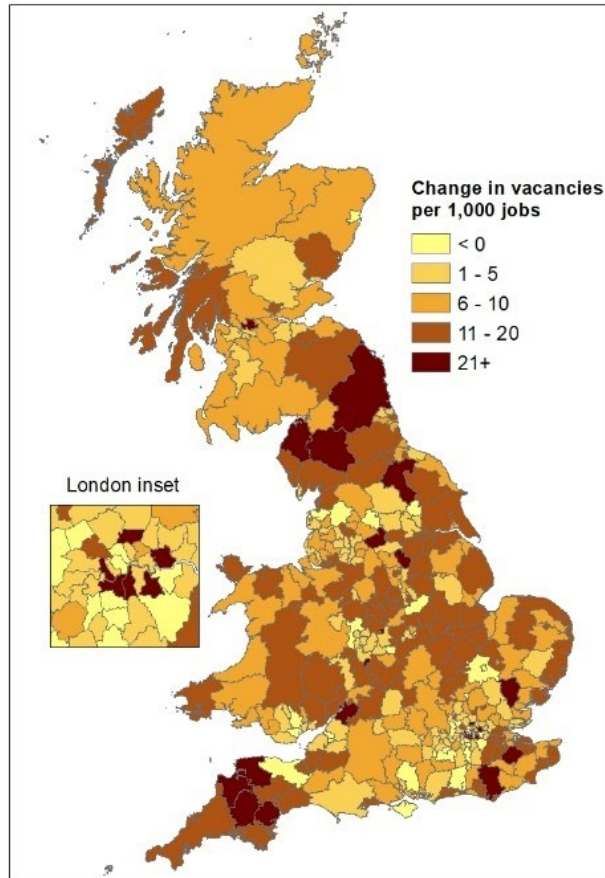 Change in vacancies
per 1,000 jobs
< 0
1 - 5
6 - 10
11 - 20
21+
London inset